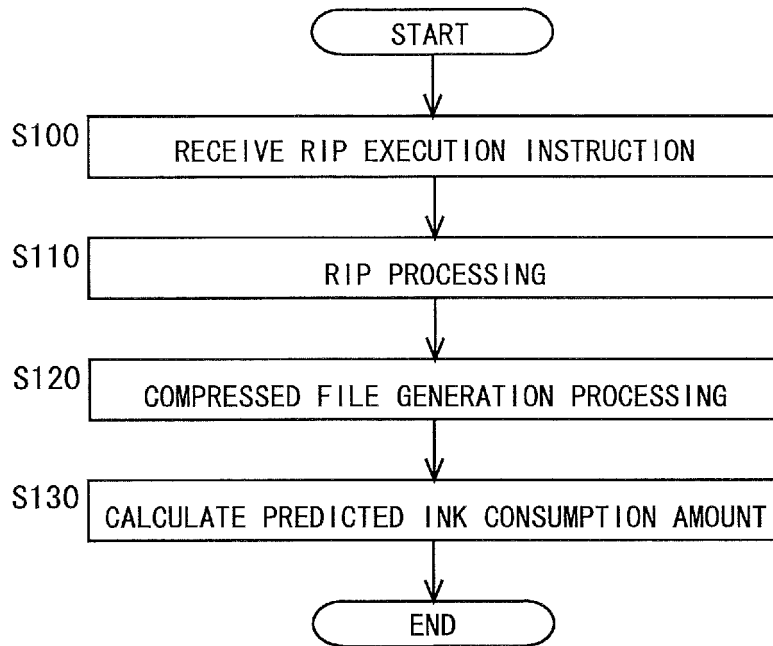 START
S100
RECEIVE RIP EXECUTION INSTRUCTION
S110
RIP PROCESSING
S120
COMPRESSED FILE GENERATION PROCESSING
S130
CALCULATE PREDICTED INK CONSUMPTION AMOUNT
END